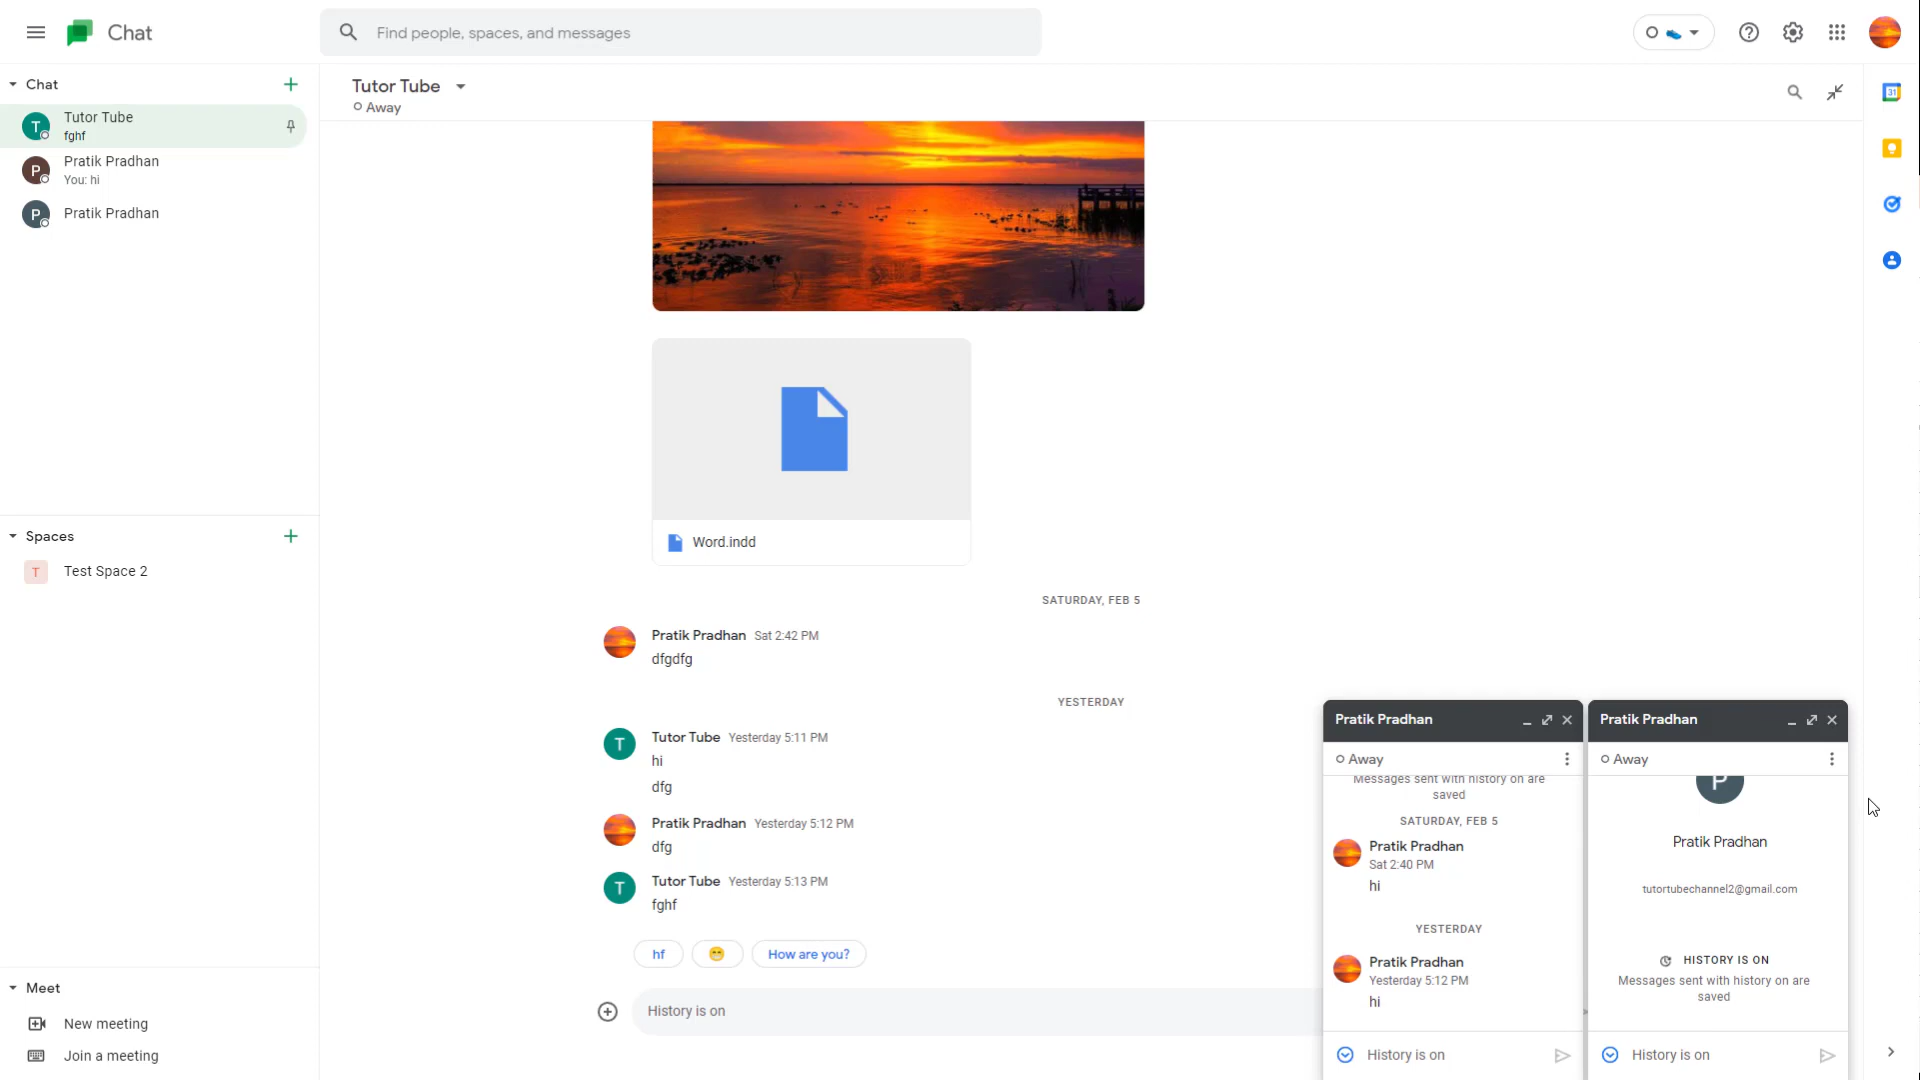 Chat
Find people, spaces, and messages
Chat
T
Tutor Tube
fghf
P
Pratik Pradhan
You: hi
P
Pratik Pradhan
Spaces
T
Test Space 2
Meet
New meeting
Join a meeting
Tutor Tube
Away
Word.indd
SATURDAY, FEB 5
Pratik Pradhan Sat 2:42 PM
dfgdfg
YESTERDAY
T
Tutor Tube Yesterday 5:11 PM
hi
dfg
Pratik Pradhan Yesterday 5:12 PM
dfg
T
Tutor Tube Yesterday 5:13 PM
fghf
hf
How are you?
History is on
Pratik Pradhan
Away
Messages sent with history on are
saved
SATURDAY, FEB 5
Pratik Pradhan
Sat 2:40 PM
hi
YESTERDAY
Pratik Pradhan
Yesterday 5:12 PM
hi
History is on
Pratik Pradhan
Away
P
Pratik Pradhan
tutortubechannel2@gmail.com
HISTORY IS ON
Messages sent with history on are
saved
History is on
31